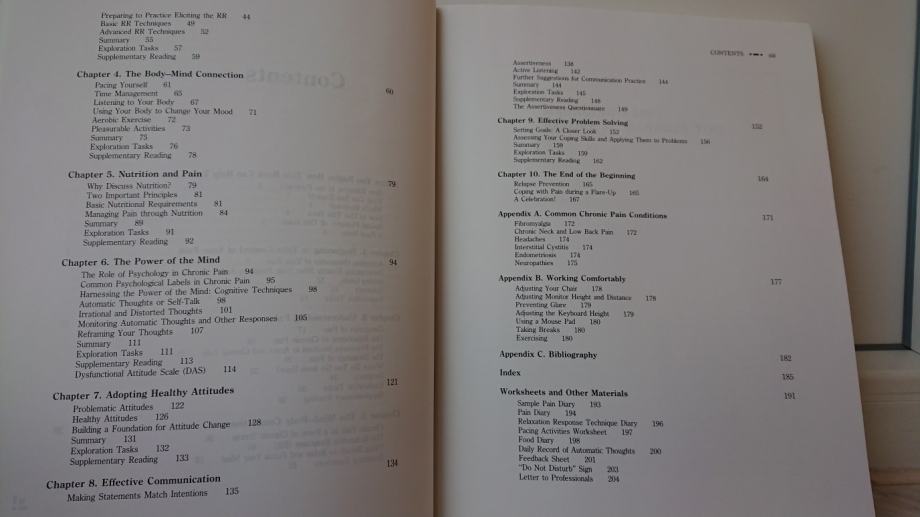 Preparing to Practice Eliciting the RR 44
Basic RR Techniques 49
Advanced RR Techniques 52
Summary 55
Exploration Tasks 57
Supplementary Reading 59
Chapter 4. The Body–Mind Connection 60
Pacing Yourself 61
Time Management 65
Listening to Your Body 67
Using Your Body to Change Your Mood 71
Aerobic Exercise 72
Pleasurable Activities 73
Summary 75
Exploration Tasks 76
Supplementary Reading 78
Chapter 5. Nutrition and Pain 79
Why Discuss Nutrition? 79
Two Important Principles 81
Basic Nutritional Requirements 81
Managing Pain through Nutrition 84
Summary 89
Exploration Tasks 91
Supplementary Reading 92
Chapter 6. The Power of the Mind 94
The Role of Psychology in Chronic Pain 94
Common Psychological Labels in Chronic Pain 95
Harnessing the Power of the Mind: Cognitive Techniques 98
Automatic Thoughts or Self-Talk 98
Irrational and Distorted Thoughts 101
Monitoring Automatic Thoughts and Other Responses 105
Reframing Your Thoughts 107
Summary 111
Exploration Tasks 111
Supplementary Reading 113
Dysfunctional Attitude Scale (DAS) 114
Chapter 7. Adopting Healthy Attitudes 121
Problematic Attitudes 122
Healthy Attitudes 126
Building a Foundation for Attitude Change 128
Summary 131
Exploration Tasks 132
Supplementary Reading 133
Chapter 8. Effective Communication 134
Making Statements Match Intentions 135
CONTENTS
Assertiveness 138
Active Listening 142
Further Suggestions for Communication Practice 144
Summary 144
Exploration Tasks 145
Supplementary Reading 148
The Assertiveness Questionnaire 149
Chapter 9. Effective Problem Solving 152
Setting Goals: A Closer Look 152
Assessing Your Coping Skills and Applying Them to Problems 156
Summary 159
Exploration Tasks 159
Supplementary Reading 162
Chapter 10. The End of the Beginning 164
Relapse Prevention 165
Coping with Pain during a Flare-Up 165
A Celebration! 167
Appendix A. Common Chronic Pain Conditions 171
Fibromyalgia 172
Chronic Neck and Low Back Pain 172
Headaches 174
Interstitial Cystitis 174
Endometriosis 174
Neuropathies 175
Appendix B. Working Comfortably 177
Adjusting Your Chair 178
Adjusting Monitor Height and Distance 178
Preventing Glare 179
Adjusting the Keyboard Height 179
Using a Mouse Pad 180
Taking Breaks 180
Exercising 180
Appendix C. Bibliography 182
Index 185
Worksheets and Other Materials 191
Sample Pain Diary 193
Pain Diary 194
Relaxation Response Technique Diary 196
Pacing Activities Worksheet 197
Food Diary 198
Daily Record of Automatic Thoughts 200
Feedback Sheet 201
"Do Not Disturb" Sign 203
Letter to Professionals 204